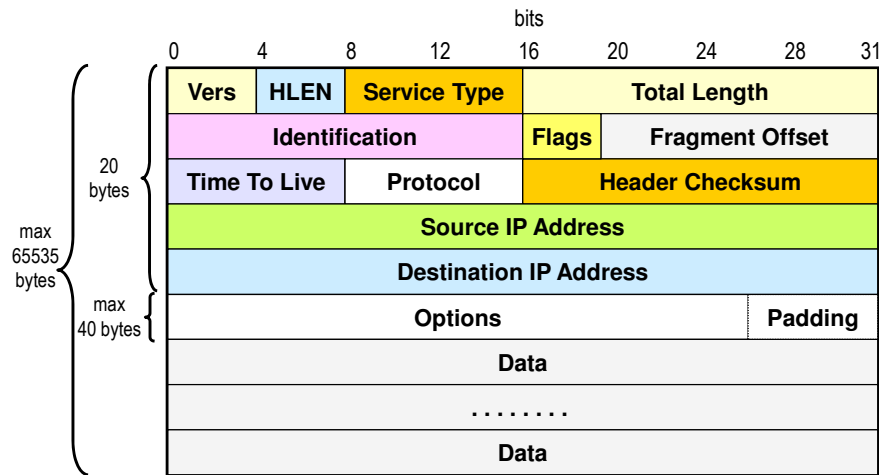 bits
0 4 8 12 16 20 24 28 31
Vers HLEN Service Type Total Length
Identification Flags Fragment Offset
20
bytes
Time To Live Protocol Header Checksum
Source IP Address
max
65535
bytes
Destination IP Address
max
40 bytes
Options Padding
Data
. . . . . . . .
Data